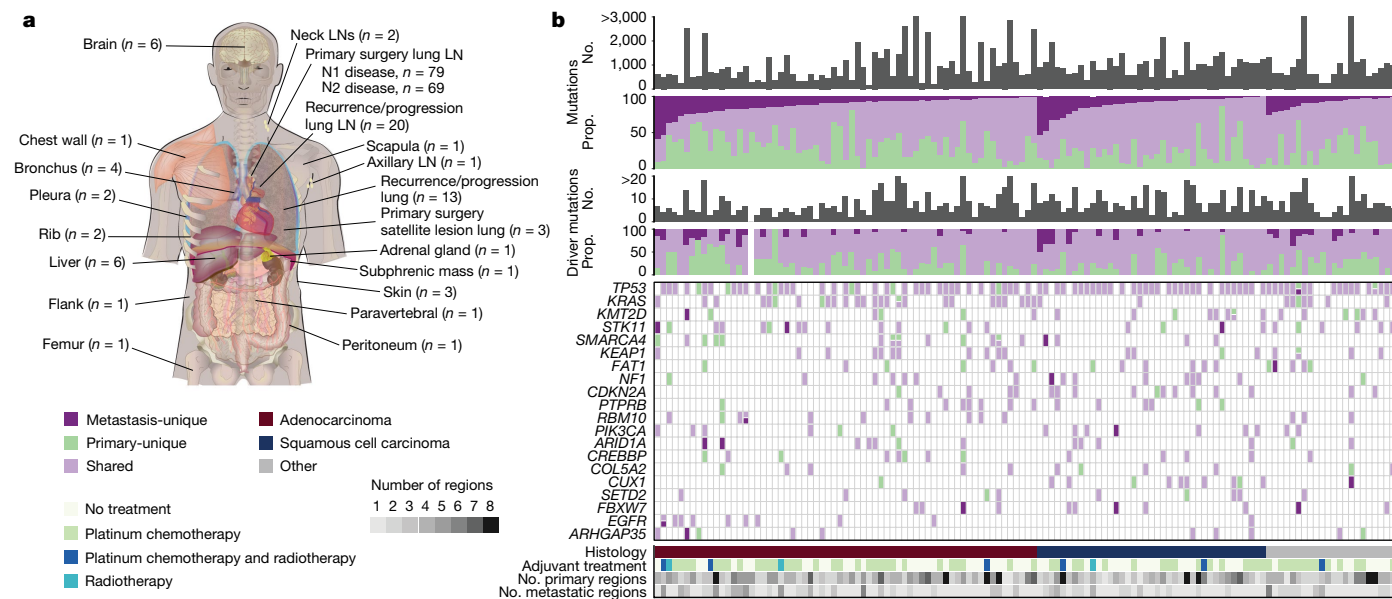 a
Brain (n = 6)
Neck LNs (n = 2)
Primary surgery lung LN
N1 disease, n = 79
N2 disease, n = 69
Recurrence/progression
lung LN (n = 20)
Chest wall (n = 1)
Scapula (n = 1)
Bronchus (n = 4)
Axillary LN (n = 1)
Pleura (n = 2)
Recurrence/progression
lung (n = 13)
Primary surgery
satellite lesion lung (n = 3)
Rib (n = 2)
Adrenal gland (n = 1)
Liver (n = 6)
Subphrenic mass (n = 1)
Skin (n = 3)
Flank (n = 1)
Paravertebral (n = 1)
Femur (n = 1)
Peritoneum (n = 1)
Metastasis-unique
Primary-unique
Shared
Adenocarcinoma
Squamous cell carcinoma
Other
No treatment
Platinum chemotherapy
Platinum chemotherapy and radiotherapy
Radiotherapy
Number of regions
1 2 3 4 5 6 7 8
b
Mutations
No.
>3,000
2,000
1,000
0
Prop.
100
50
0
Driver mutations
No.
>20
10
0
Prop.
100
50
0
TP53
KRAS
KMT2D
STK11
SMARCA4
KEAP1
FAT1
NF1
CDKN2A
PTPRB
RBM10
PIK3CA
ARID1A
CREBBP
COL5A2
CUX1
SETD2
FBXW7
EGFR
ARHGAP35
Histology
Adjuvant treatment
No. primary regions
No. metastatic regions